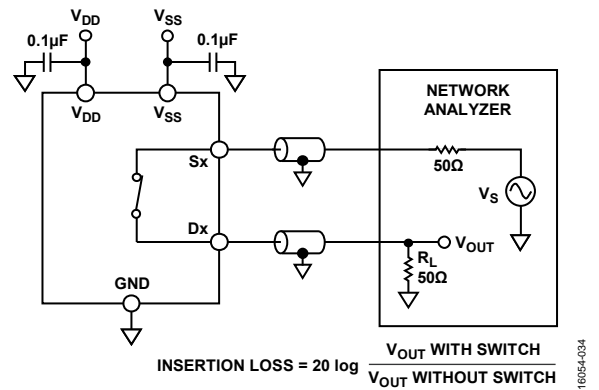 VDD
VSS
0.1µF
0.1µF
VDD
VSS
NETWORK
ANALYZER
Sx
50Ω
VS
Dx
VOUT
RL
50Ω
GND
INSERTION LOSS = 20 log
VOUT WITH SWITCH
VOUT WITHOUT SWITCH
16054-034